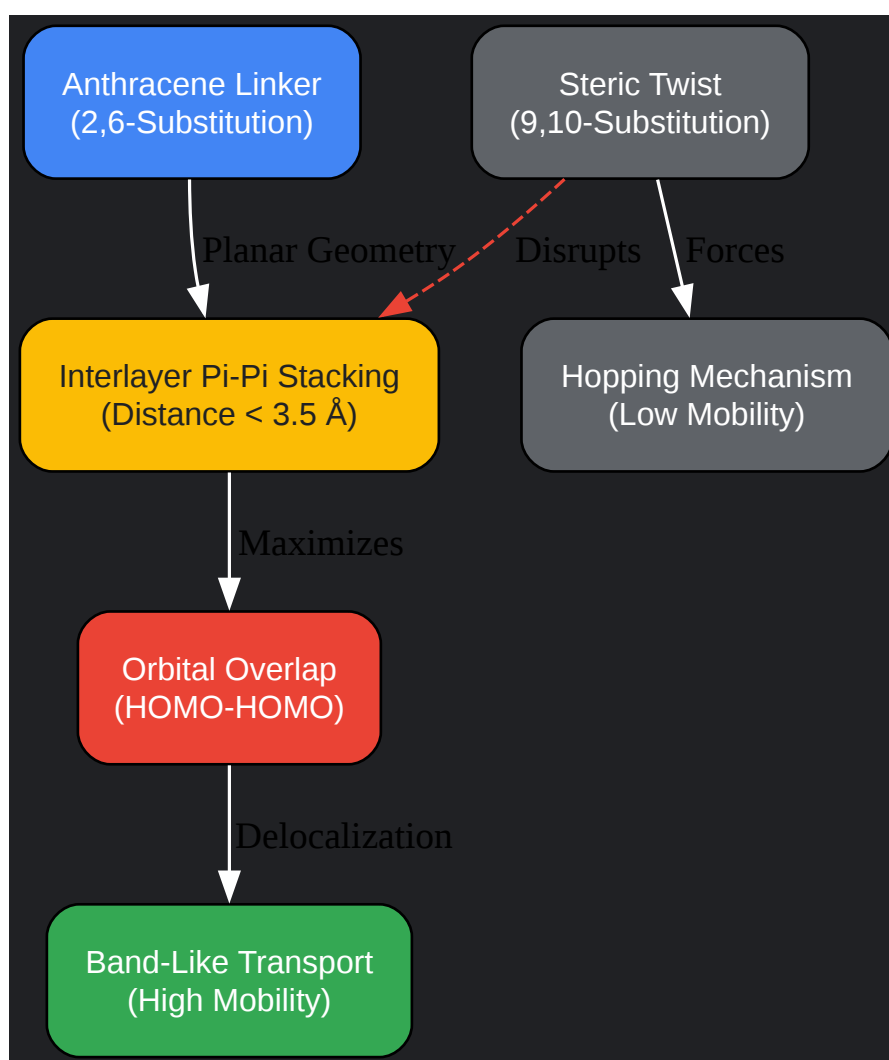 Anthracene Linker
(2,6-Substitution)
Steric Twist
(9,10-Substitution)
Planar Geometry
Disrupts
Forces
Interlayer Pi-Pi Stacking
(Distance < 3.5 Å)
Hopping Mechanism
(Low Mobility)
Maximizes
Orbital Overlap
(HOMO-HOMO)
Delocalization
Band-Like Transport
(High Mobility)